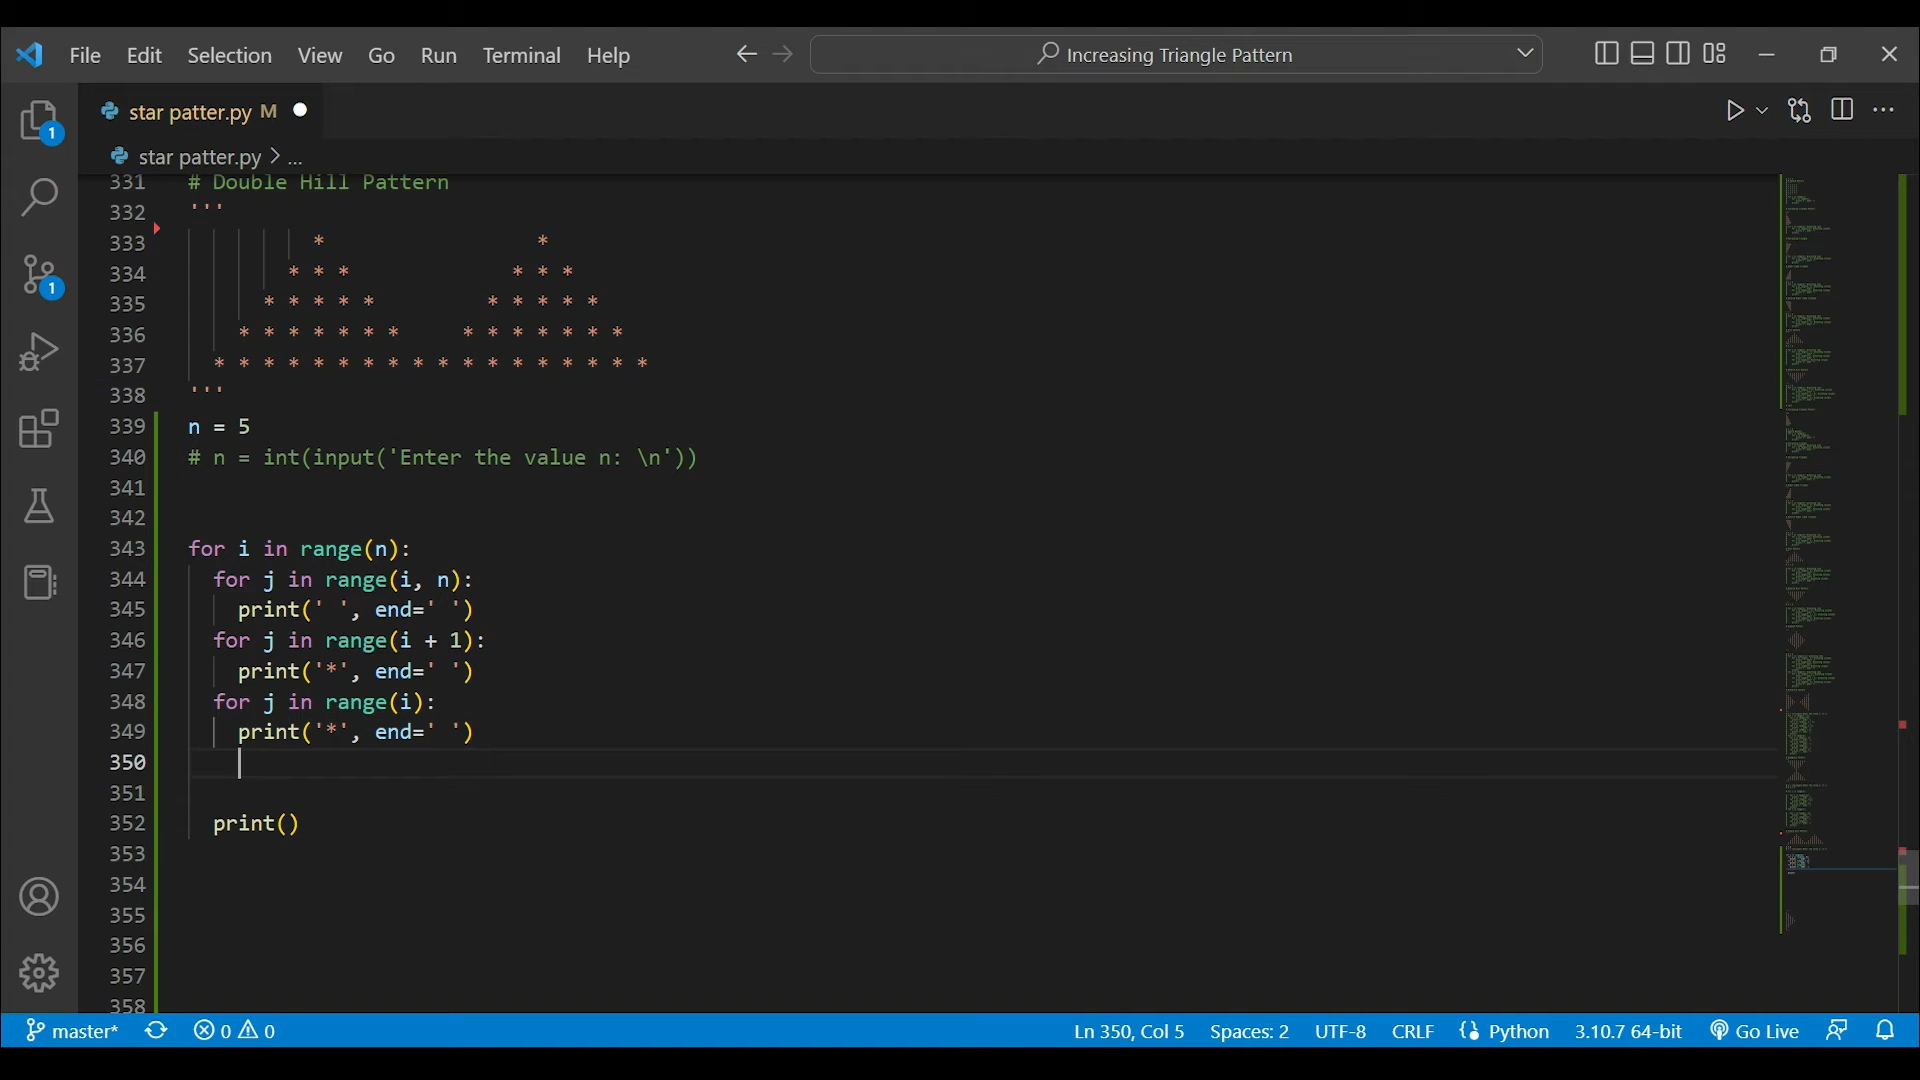 File Edit Selection View Go Run Terminal Help Increasing Triangle Pattern
star patter.py M
1
star patter.py > ...
331 # Double Hill Pattern
332 '''
333 * *
334 * * * * * *
335 * * * * * * * * * *
336 * * * * * * * * * * * * * *
337 * * * * * * * * * * * * * * * * * *
338 '''
339 n = 5
340 # n = int(input('Enter the value n: \n'))
1
341
342
343 for i in range(n):
344 for j in range(i, n):
345 print(' ', end=' ')
346 for j in range(i + 1):
347 print('*', end=' ')
348 for j in range(i):
349 print('*', end=' ')
350
351
352 print()
353
354
355
356
357
358
master* 0 0 Ln 350, Col 5 Spaces: 2 UTF-8 CRLF Python 3.10.7 64-bit Go Live